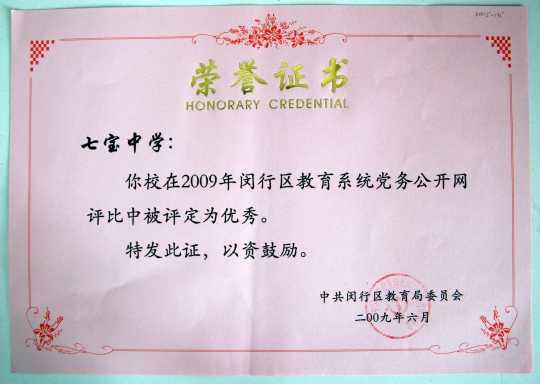 荣誉证书
HONORARY CREDENTIAL
七宝中学：
你校在2009年闵行区教育系统党务公开网
评比中被评定为优秀。
特发此证，以资鼓励。
中共闵行区教育局委员会
二00九年六月